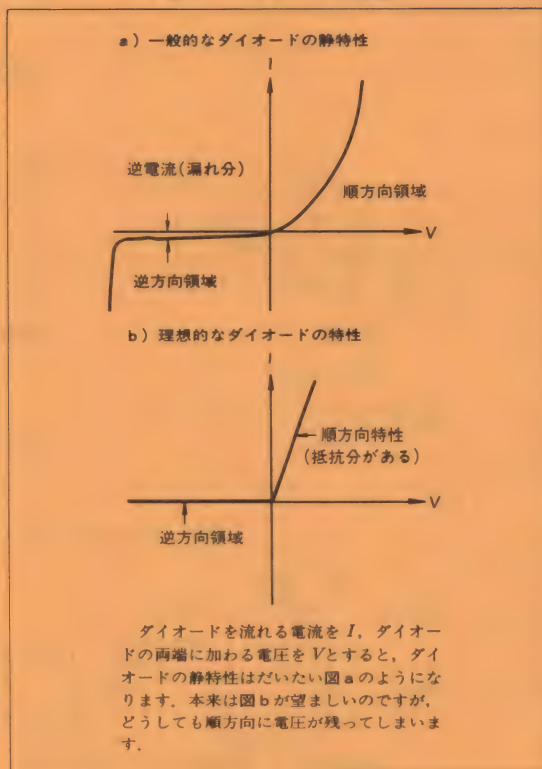 a) 一般的なダイオードの静特性
I
逆電流(漏れ分)
順方向領域
V
逆方向領域
b) 理想的なダイオードの特性
I
順方向特性
(抵抗分がある)
V
逆方向領域
ダイオードを流れる電流をI，ダイオー
ドの両端に加わる電圧をVとすると，ダイ
オードの静特性はだいたい図aのようにな
ります．本来は図bが望ましいのですが，
どうしても順方向に電圧が残ってしまいま
す．